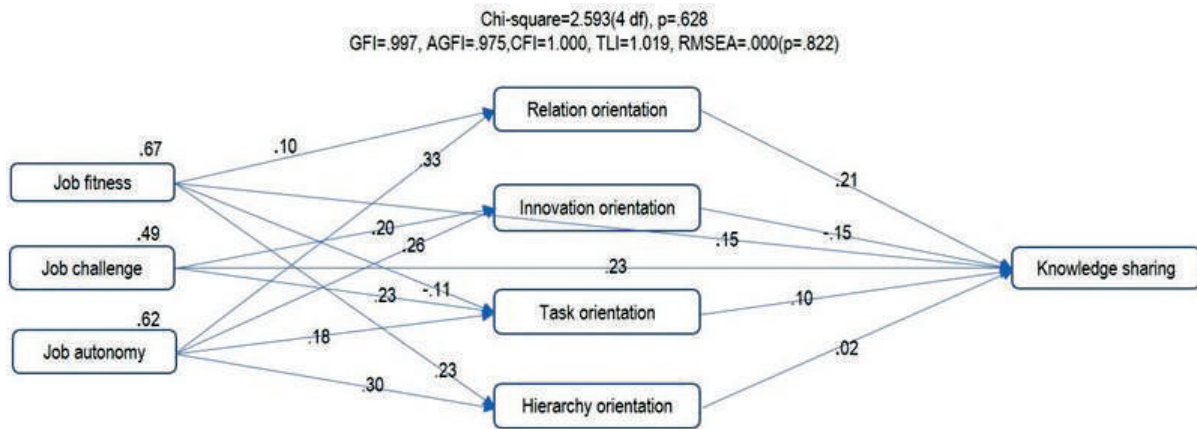 Chi-square=2.593(4 df), p=.628
GFI=.997, AGFI=.975,CFI=1.000, TLI=1.019, RMSEA=.000(p=.822)
Relation orientation
.67
.10
.33
Job fitness
.21
Innovation orientation
.49
.20
.26
.15
-.15
Job challenge
.23
Knowledge sharing
.23
-.11
.10
Task orientation
.62
.18
Job autonomy
.02
.23
.30
Hierarchy orientation